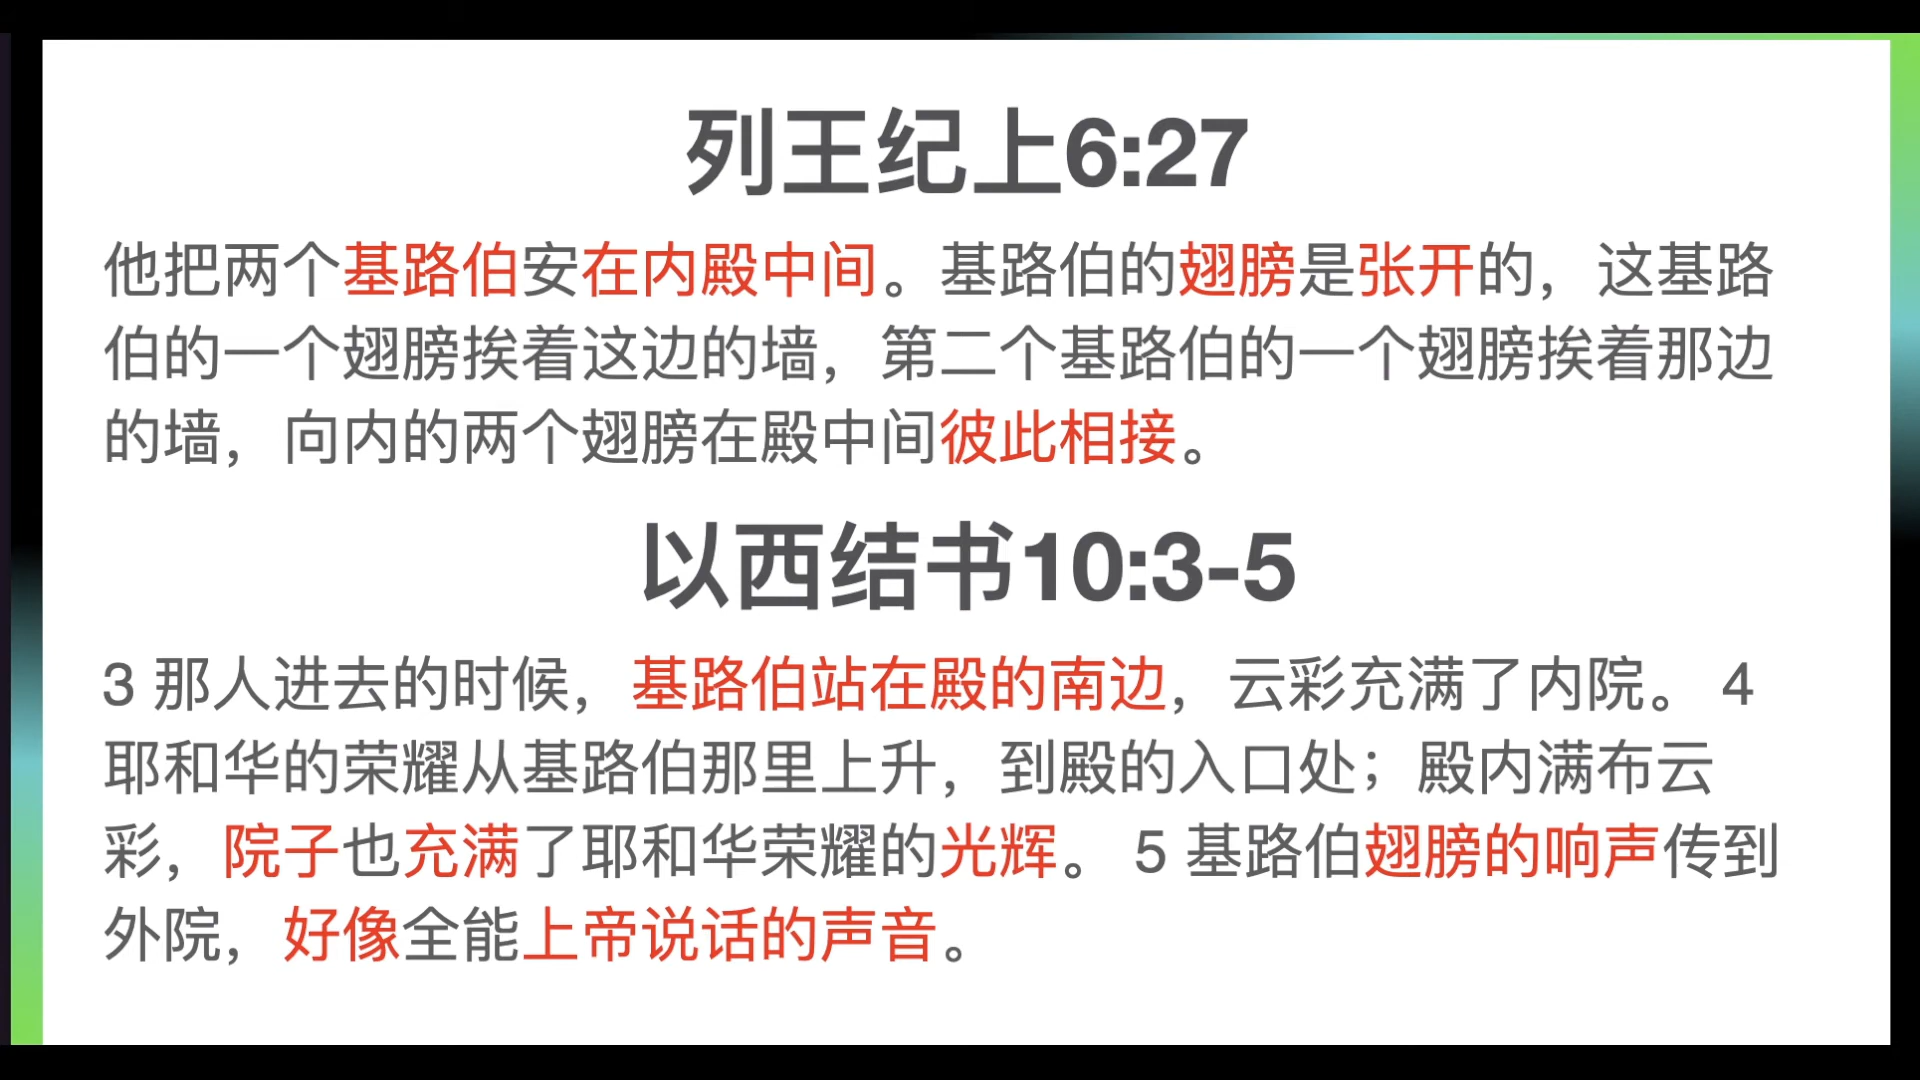 列王纪上6:27
他把两个基路伯安在内殿中间。基路伯的翅膀是张开的，这基路
伯的一个翅膀挨着这边的墙，第二个基路伯的一个翅膀挨着那边
的墙，向内的两个翅膀在殿中间彼此相接。
以西结书10:3-5
3 那人进去的时候，基路伯站在殿的南边，云彩充满了内院。 4
耶和华的荣耀从基路伯那里上升，到殿的入口处；殿内满布云
彩，院子也充满了耶和华荣耀的光辉。 5 基路伯翅膀的响声传到
外院，好像全能上帝说话的声音。